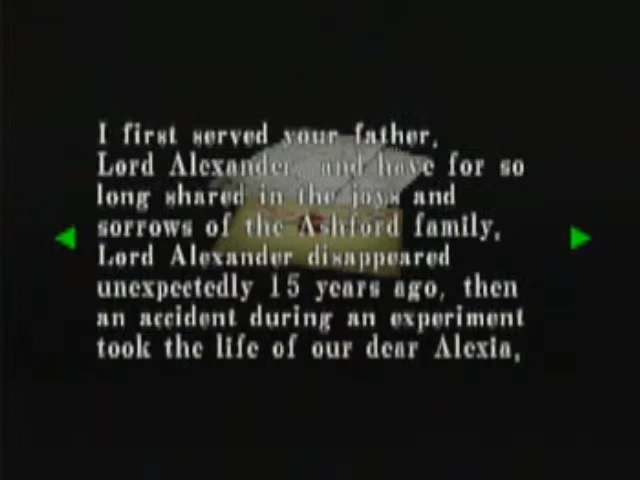 I first served your father,
Lord Alexander, and have for so
long shared in the joys and
sorrows of the Ashford family.
Lord Alexander disappeared
unexpectedly 15 years ago, then
an accident during an experiment
took the life of our dear Alexia.